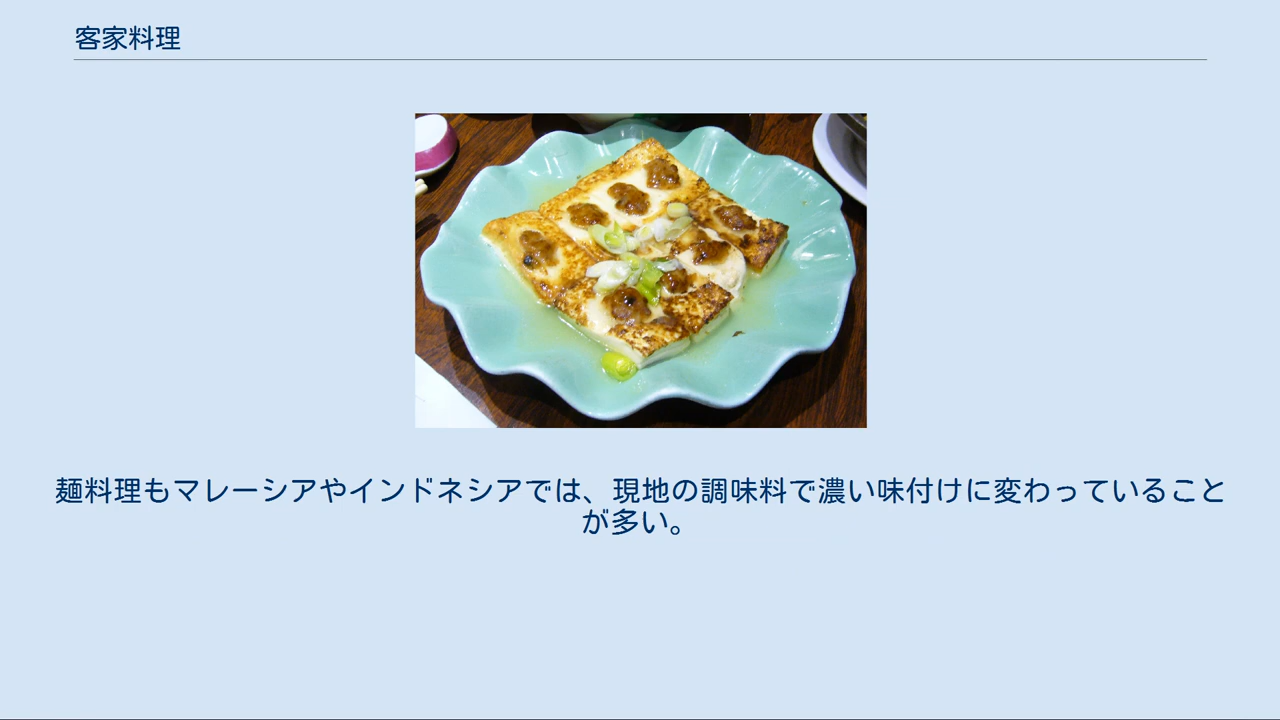 客家料理
麺料理もマレーシアやインドネシアでは、現地の調味料で濃い味付けに変わっていること
が多い。